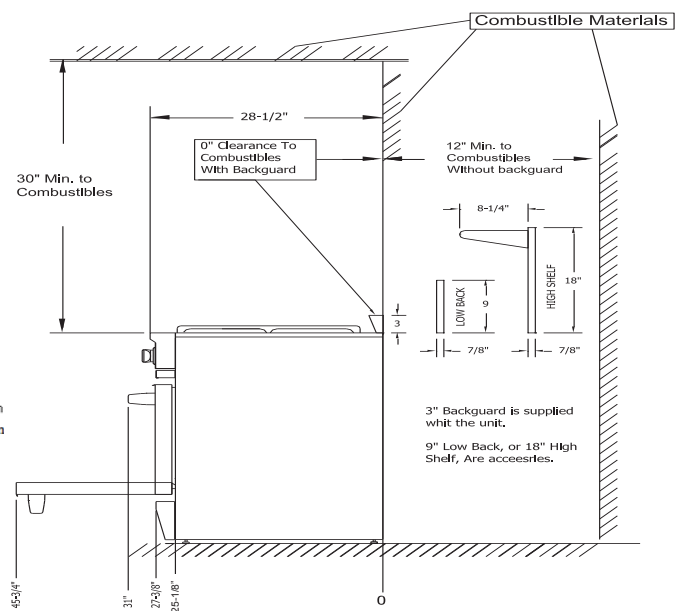 Combustible Materials
28-1/2"
0" Clearance To
Combustibles
With Backguard
12" Min. to
Combustibles
Without backguard
30" Min. to
Combustibles
8-1/4"
HIGH SHELF
18"
LOW BACK
9
3
7/8"
7/8"
3" Backguard is supplied
whit the unit.
9" Low Back, or 18" High
Shelf, Are acceesries.
45-3/4"
31"
27-3/8"
25-1/8"
0